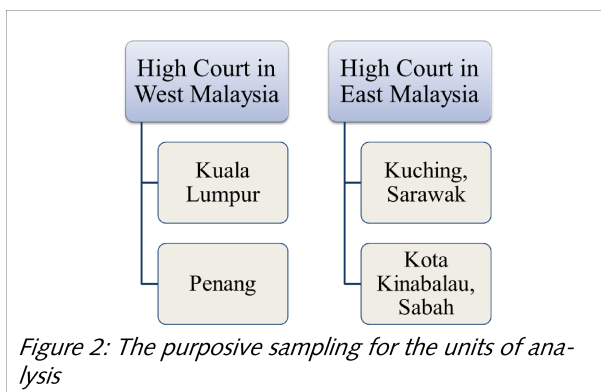 High Court in
West Malaysia
Kuala
Lumpur
Penang
High Court in
East Malaysia
Kuching,
Sarawak
Kota
Kinabalau,
Sabah
Figure 2: The purposive sampling for the units of ana-
lysis